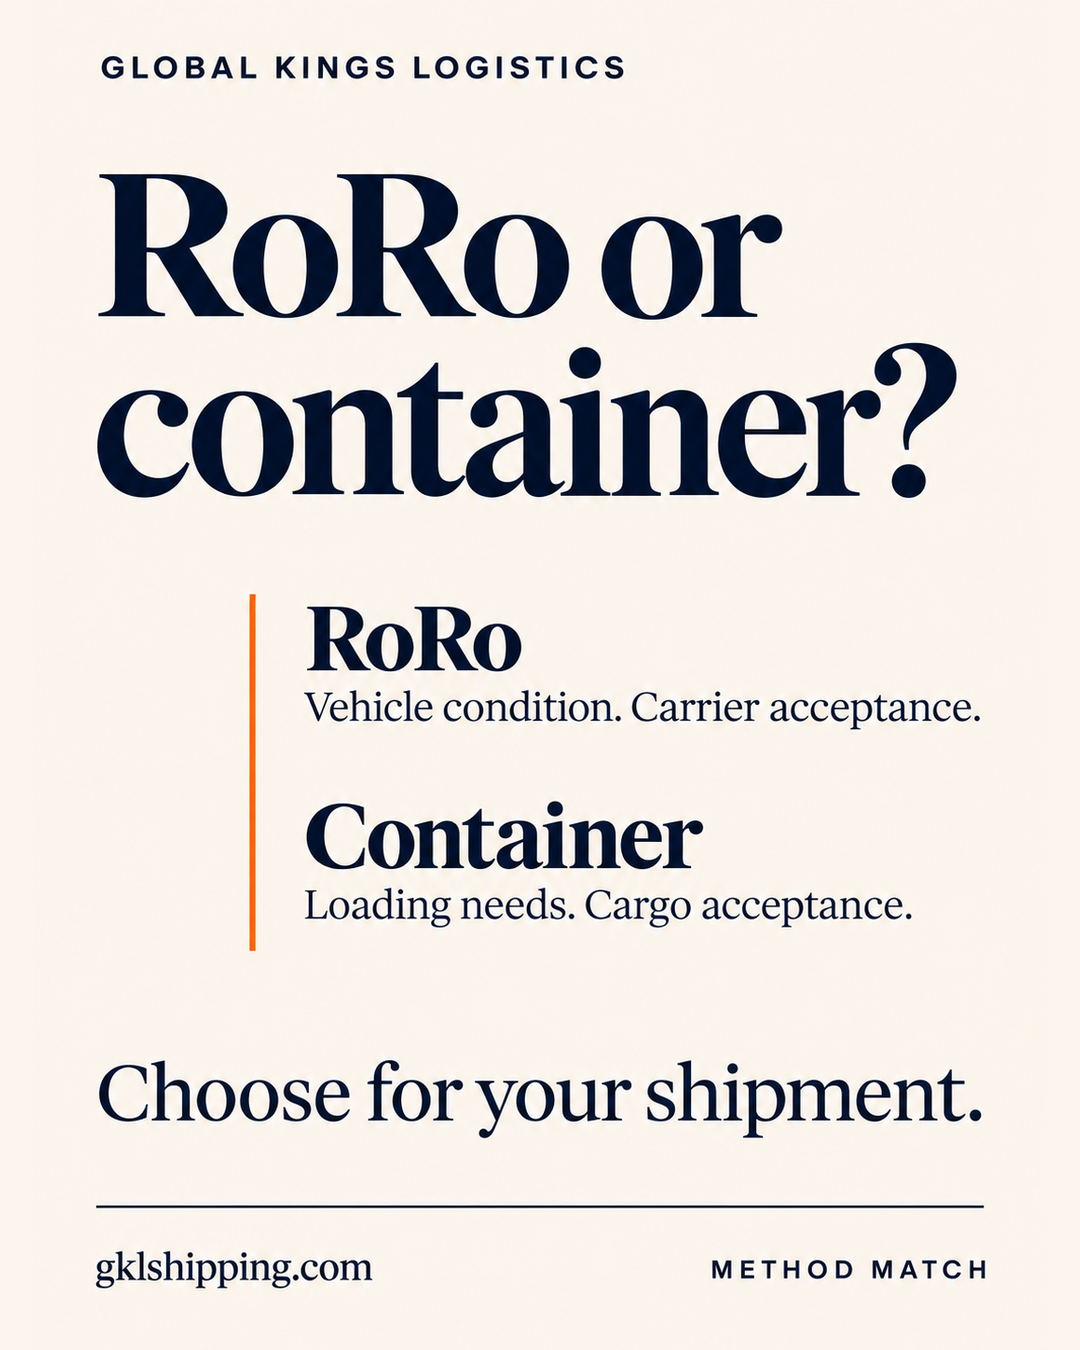 GLOBAL KINGS LOGISTICS
RoRo or
container?
RoRo
Vehicle condition. Carrier acceptance.
Container
Loading needs. Cargo acceptance.
Choose for your shipment.
gklshipping.com
METHOD MATCH